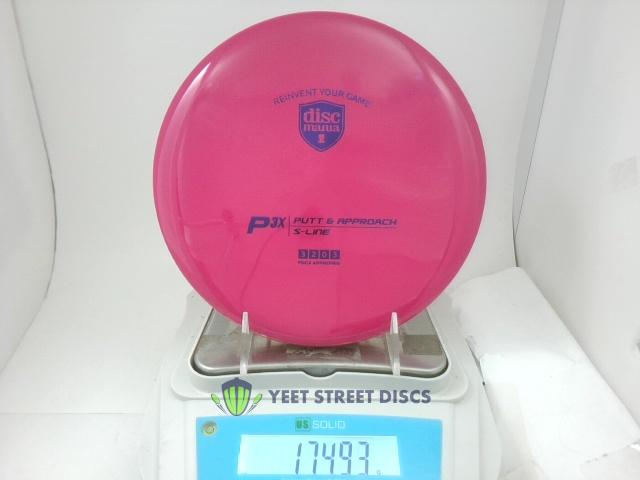 REINVENT YOUR GAME
disc
mania
P3X PUTT & APPROACH
S-LINE
3 2 0 3
PDGA APPROVED
YEET STREET DISCS
US SOLID
174.93 g